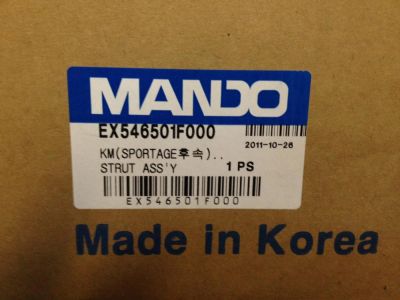 MANDO
EX546501F000
2011-10-26
KM(SPORTAGE후속)..
STRUT ASS'Y 1 PS
EX546501F000
Made in Korea